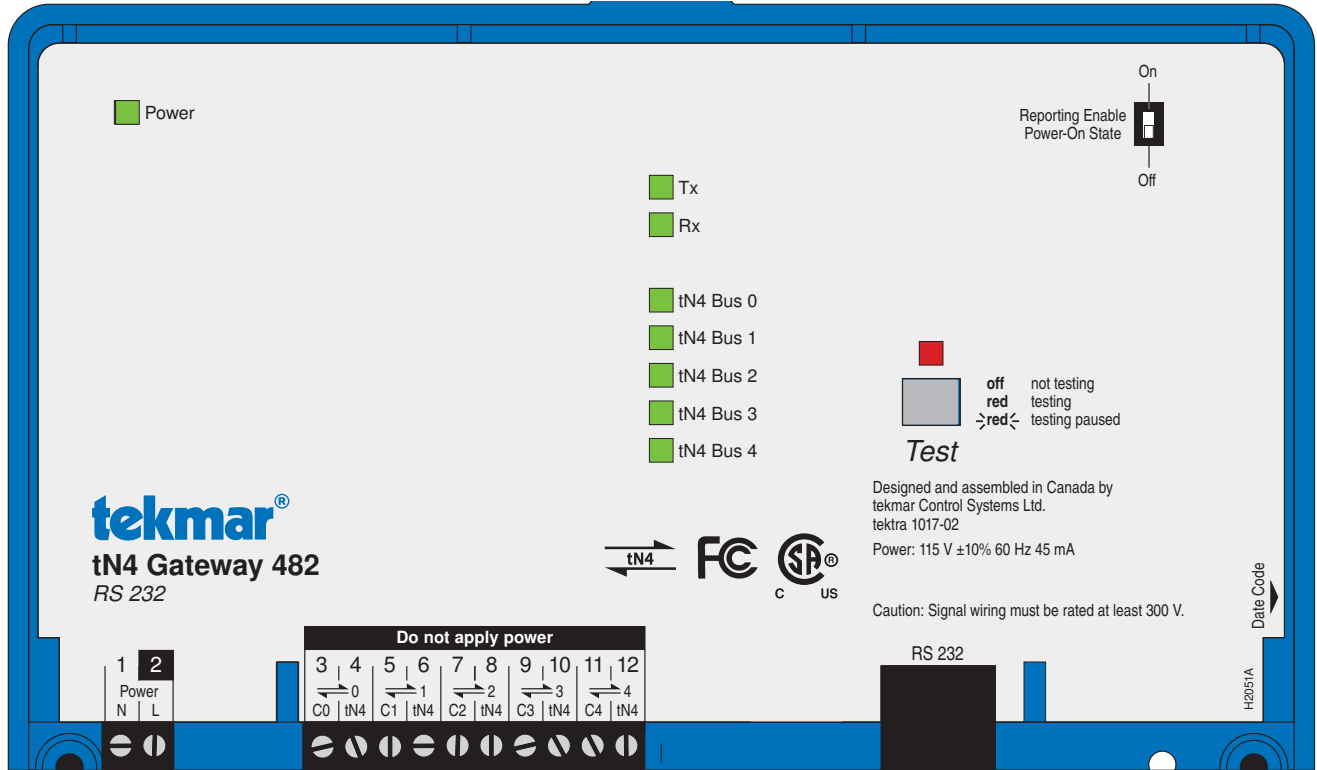 On
Power
Reporting Enable
Power-On State
Off
Tx
Rx
tN4 Bus 0
tN4 Bus 1
tN4 Bus 2
tN4 Bus 3
tN4 Bus 4
off not testing
red testing
red testing paused
Test
Designed and assembled in Canada by
tekmar Control Systems Ltd.
tektra 1017-02
Power: 115 V ±10% 60 Hz 45 mA
tekmar®
tN4 Gateway 482
RS 232
tN4
FC
SA ®
C US
Caution: Signal wiring must be rated at least 300 V.
Date Code
H2051A
Do not apply power
1 2
Power
N L
3 4 5 6 7 8 9 10 11 12
0 1 2 3 4
C0 tN4 C1 tN4 C2 tN4 C3 tN4 C4 tN4
RS 232